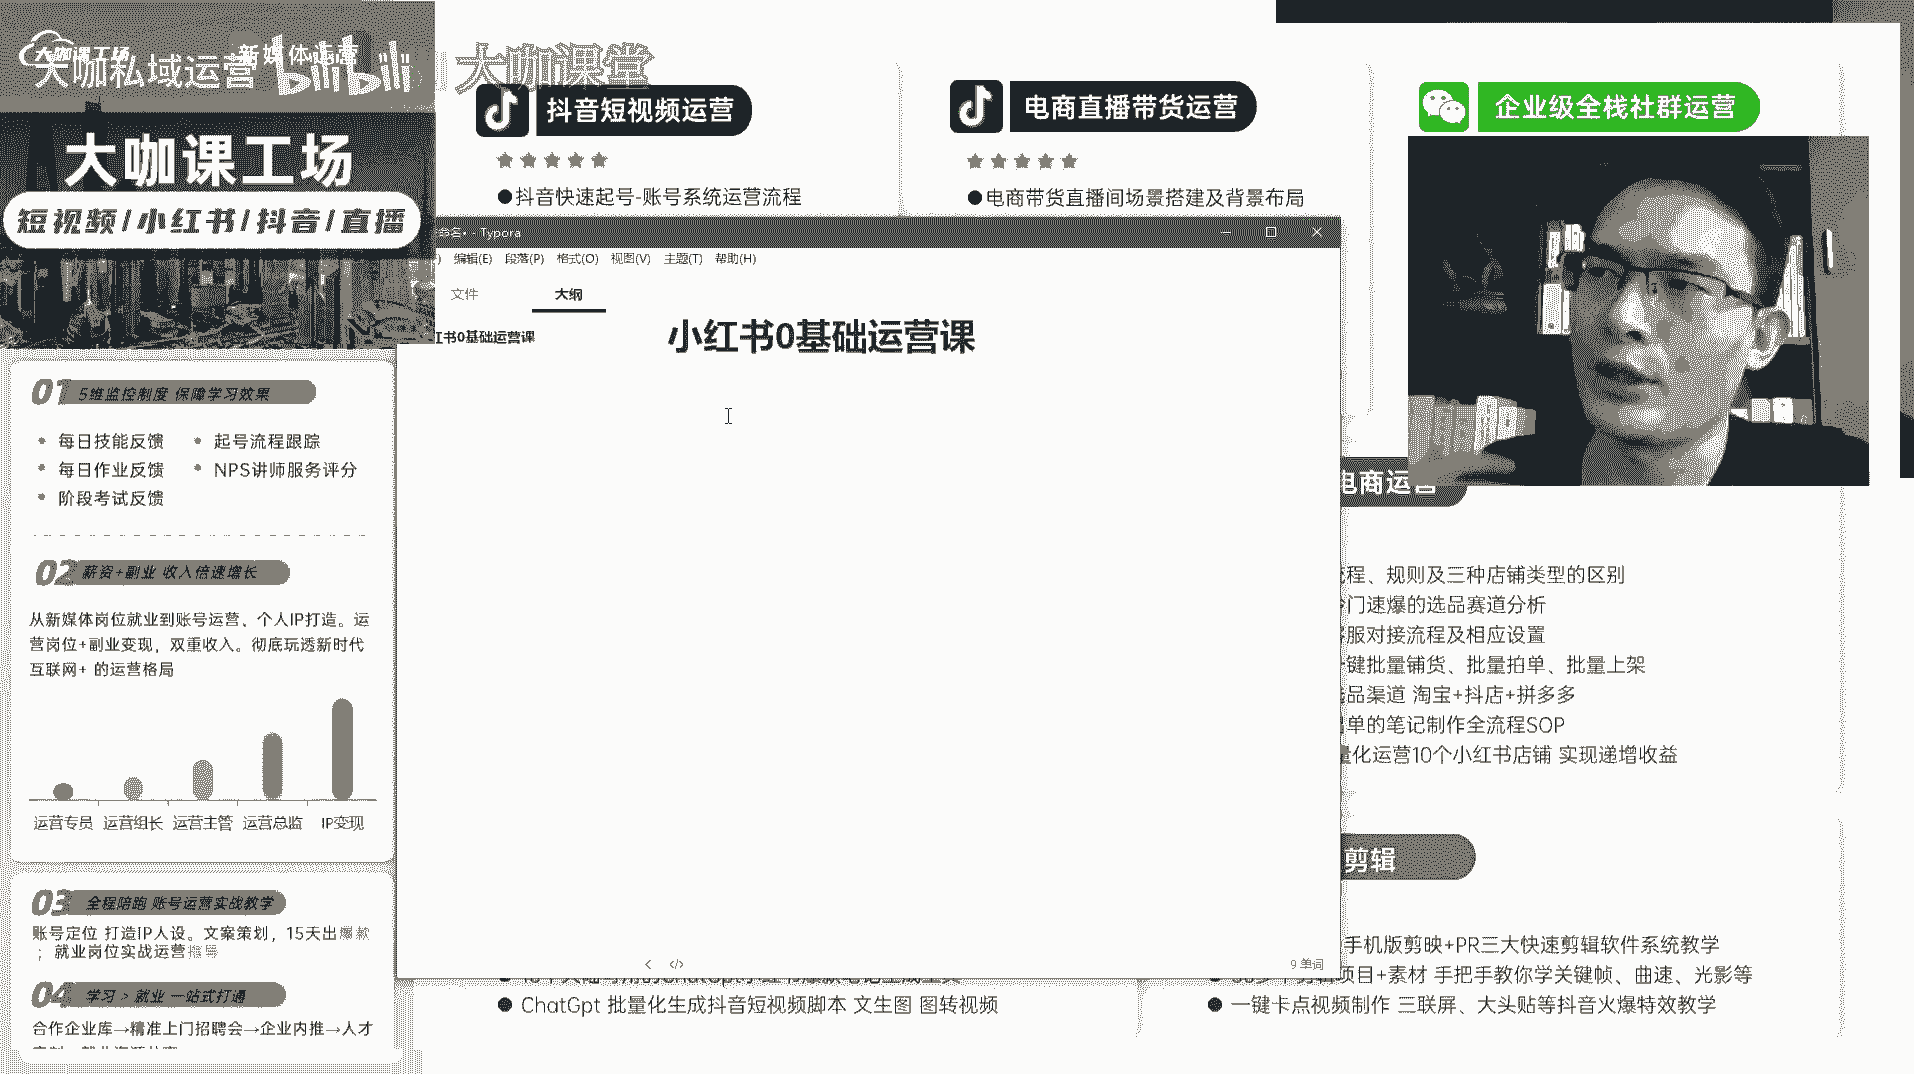 大咖课工场
新媒体运营
大咖私域运营
bilibili
大咖课堂
大咖课工场
短视频/小红书/抖音/直播
抖音短视频运营
抖音快速起号-账号系统运营流程
电商直播带货运营
电商带货直播间场景搭建及背景布局
企业级全栈社群运营
命名• - Typora
编辑(E) 段落(P) 格式(O) 视图(V) 主题(T) 帮助(H)
文件 大纲
红书0基础运营课
小红书0基础运营课
9 单词
01 5维监控制度 保障学习效果
每日技能反馈 起号流程跟踪
每日作业反馈 NPS讲师服务评分
阶段考试反馈
02 薪资+副业 收入倍速增长
从新媒体岗位就业到账号运营、个人IP打造。运
营岗位+副业变现，双重收入。彻底玩透新时代
互联网+ 的运营格局
运营专员 运营组长 运营主管 运营总监 IP变现
03 全程陪跑 账号运营实战教学
账号定位 打造IP人设。文案策划，15天出爆款
；就业岗位实战运营
04 学习 > 就业 一站式打通
合作企业库→精准上门招聘会→企业内推→人才
电商运营
程、规则及三种店铺类型的区别
冷门速爆的选品赛道分析
客服对接流程及相应设置
一键批量铺货、批量拍单、批量上架
选品渠道 淘宝+抖店+拼多多
出单的笔记制作全流程SOP
量化运营10个小红书店铺 实现递增收益
剪辑
手机版剪映+PR三大快速剪辑软件系统教学
项目+素材 手把手教你学关键帧、曲速、光影等
一键卡点视频制作 三联屏、大头贴等抖音火爆特效教学
ChatGpt 批量化生成抖音短视频脚本 文生图 图转视频